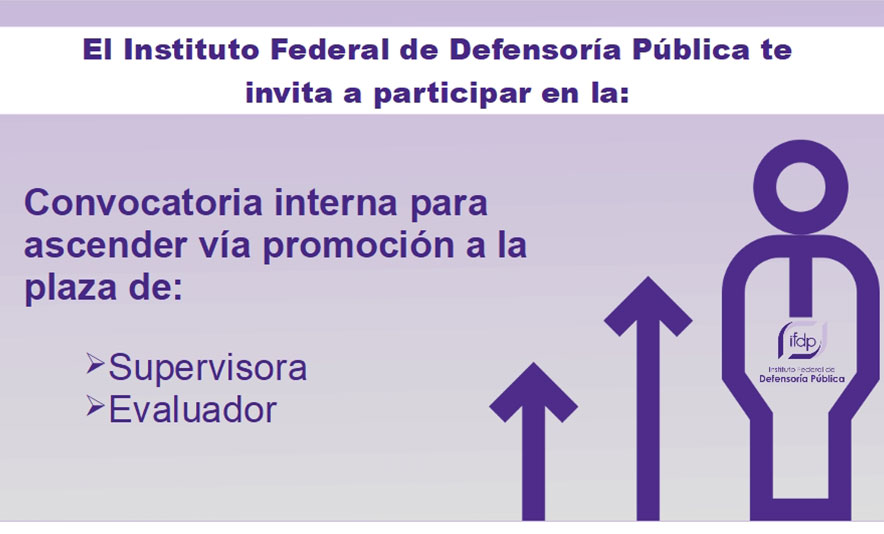 El Instituto Federal de Defensoría Pública te
invita a participar en la:
Convocatoria interna para
ascender vía promoción a la
plaza de:
Supervisora
Evaluador
ifdp
Instituto Federal de
Defensoría Pública